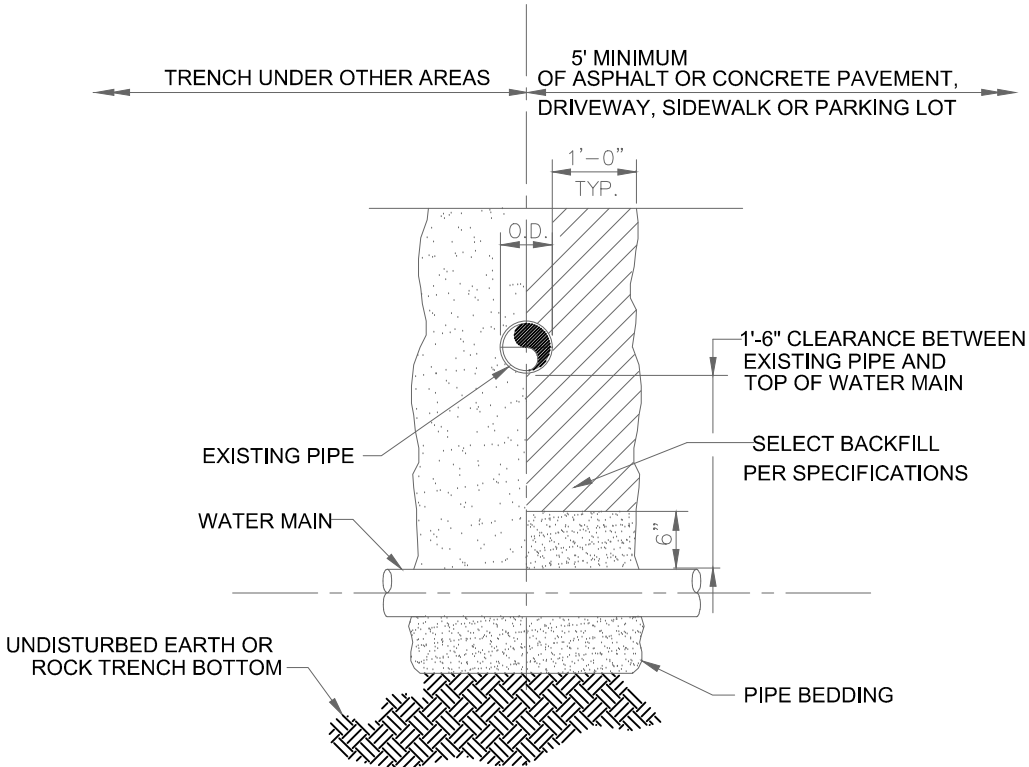 5' MINIMUM
TRENCH UNDER OTHER AREAS
OF ASPHALT OR CONCRETE PAVEMENT,
DRIVEWAY, SIDEWALK OR PARKING LOT
1'-0"
TYP.
O.D.
1'-6" CLEARANCE BETWEEN
EXISTING PIPE AND
TOP OF WATER MAIN
EXISTING PIPE
SELECT BACKFILL
PER SPECIFICATIONS
WATER MAIN
6"
UNDISTURBED EARTH OR
ROCK TRENCH BOTTOM
PIPE BEDDING